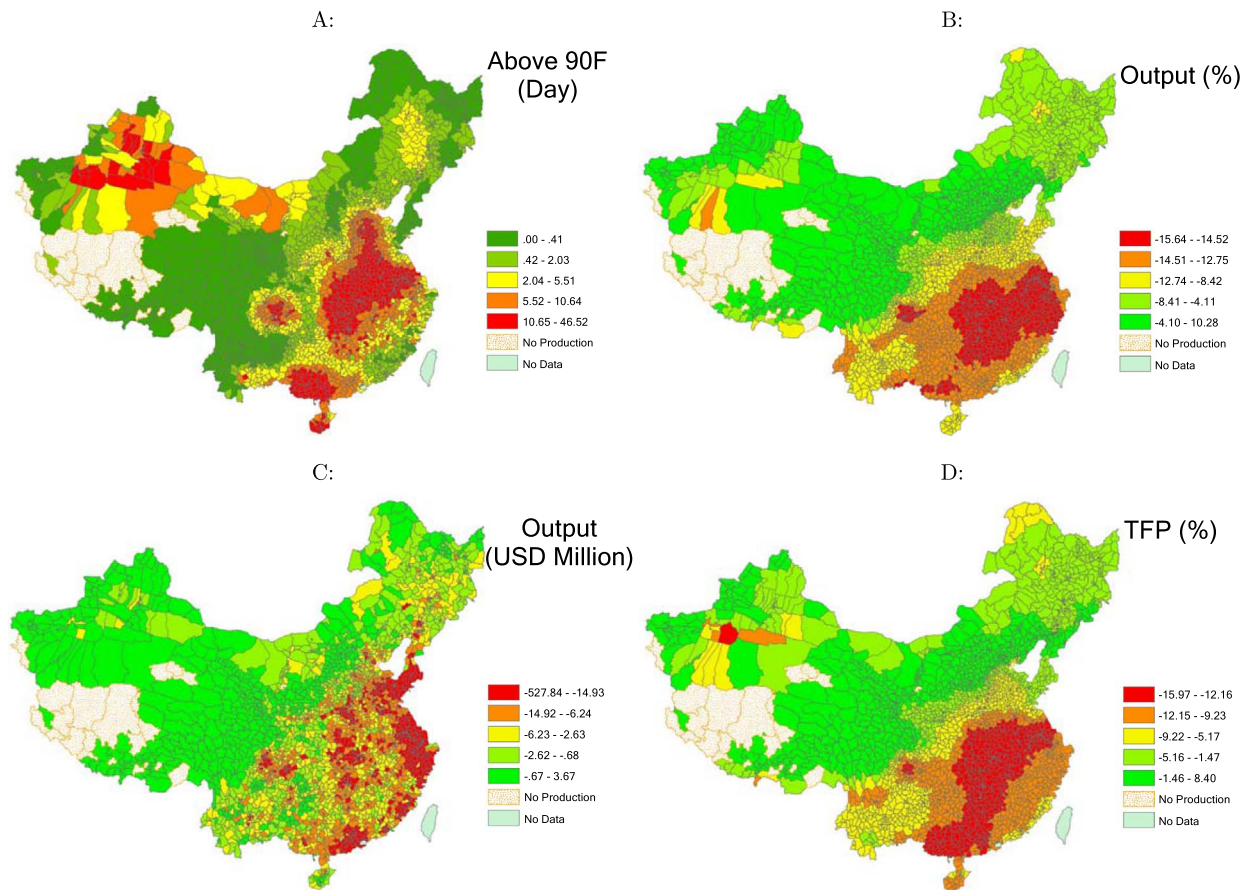 A:
Above 90F
(Day)
.00 - .41
.42 - 2.03
2.04 - 5.51
5.52 - 10.64
10.65 - 46.52
No Production
No Data
B:
Output (%)
-15.64 - -14.52
-14.51 - -12.75
-12.74 - -8.42
-8.41 - -4.11
-4.10 - 10.28
No Production
No Data
C:
Output
(USD Million)
-527.84 - -14.93
-14.92 - -6.24
-6.23 - -2.63
-2.62 - -.68
-.67 - 3.67
No Production
No Data
D:
TFP (%)
-15.97 - -12.16
-12.15 - -9.23
-9.22 - -5.17
-5.16 - -1.47
-1.46 - 8.40
No Production
No Data